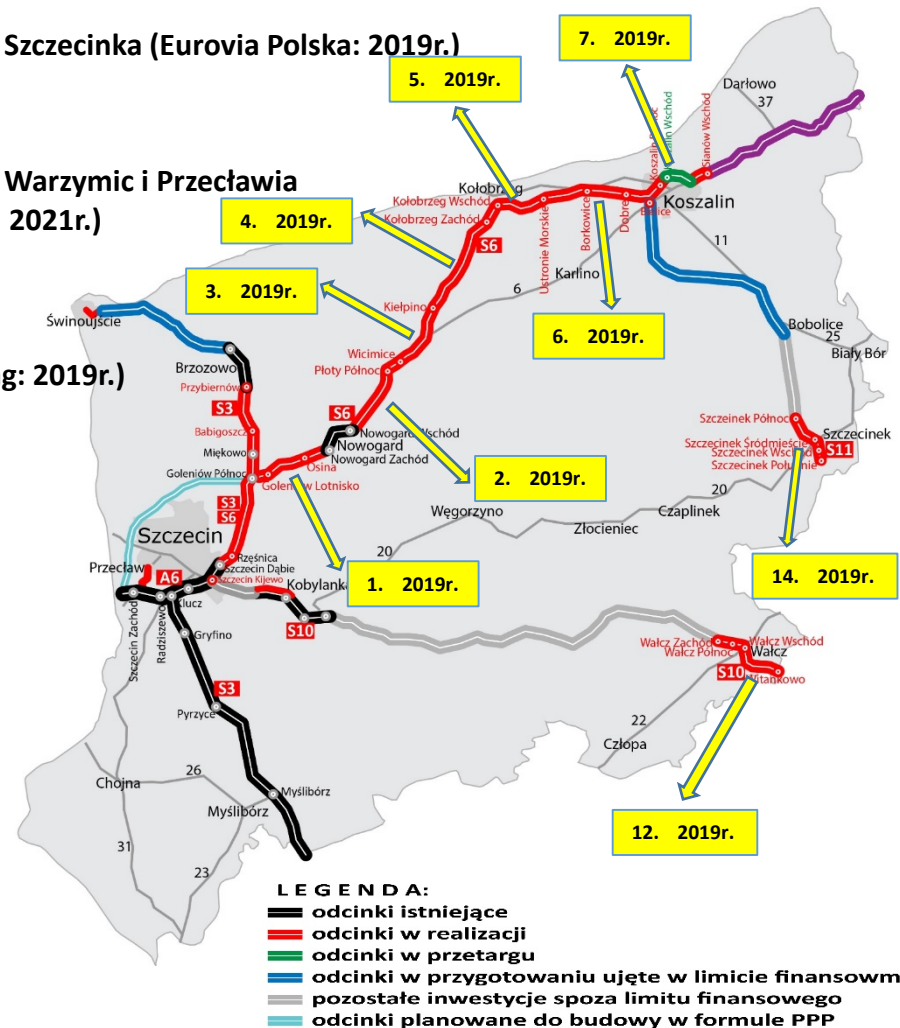 Szczecinka (Eurovia Polska: 2019r.)
7. 2019r.
5. 2019r.
Darłowo
37
Warzymic i Przecławia
2021r.)
Koszalin Wschód
Sianów Wschód
Kołobrzeg
Kołobrzeg Wschód
Kołobrzeg Zachód
S6
Ustronie Morskie
Borkowice
Dobre
Bielice
Koszalin
4. 2019r.
11
3. 2019r.
Karlino
6
Kiełpino
6. 2019r.
Świnoujście
Bobolice
25
Biały Bór
Wicimice
Płoty Północ
Brzozowo
g: 2019r.)
Przybiernów
S3
S6
Babigoszcz
Nowogard Wschód
Nowogard
Nowogard Zachód
Miękowo
Osina
Goleniów Północ
Goleniów Lotnisko
Szczeinek Północ
Szczecinek
Szczecinek Śródmieście
Szczecinek Wschód
S11
Szczecinek Południe
2. 2019r.
20
Czaplinek
Węgorzyno
Złocieniec
S3
S6
Szczecin
20
Rzęśnica
Szczecin Dąbie
Szczecin Kijewo
Przecław
A6
Klucz
Kobylanka
1. 2019r.
14. 2019r.
Szczecin Zachód
Radziszewo
S10
Gryfino
Wałcz Zachód
Wałcz Wschód
Wałcz Północ
Wałcz
S10
Witankowo
S3
Pyrzyce
22
Człopa
Chojna
26
Myślibórz
Myślibórz
12. 2019r.
31
23
LEGENDA:
odcinki istniejące
odcinki w realizacji
odcinki w przetargu
odcinki w przygotowaniu ujęte w limicie finansowm
pozostałe inwestycje spoza limitu finansowego
odcinki planowane do budowy w formule PPP